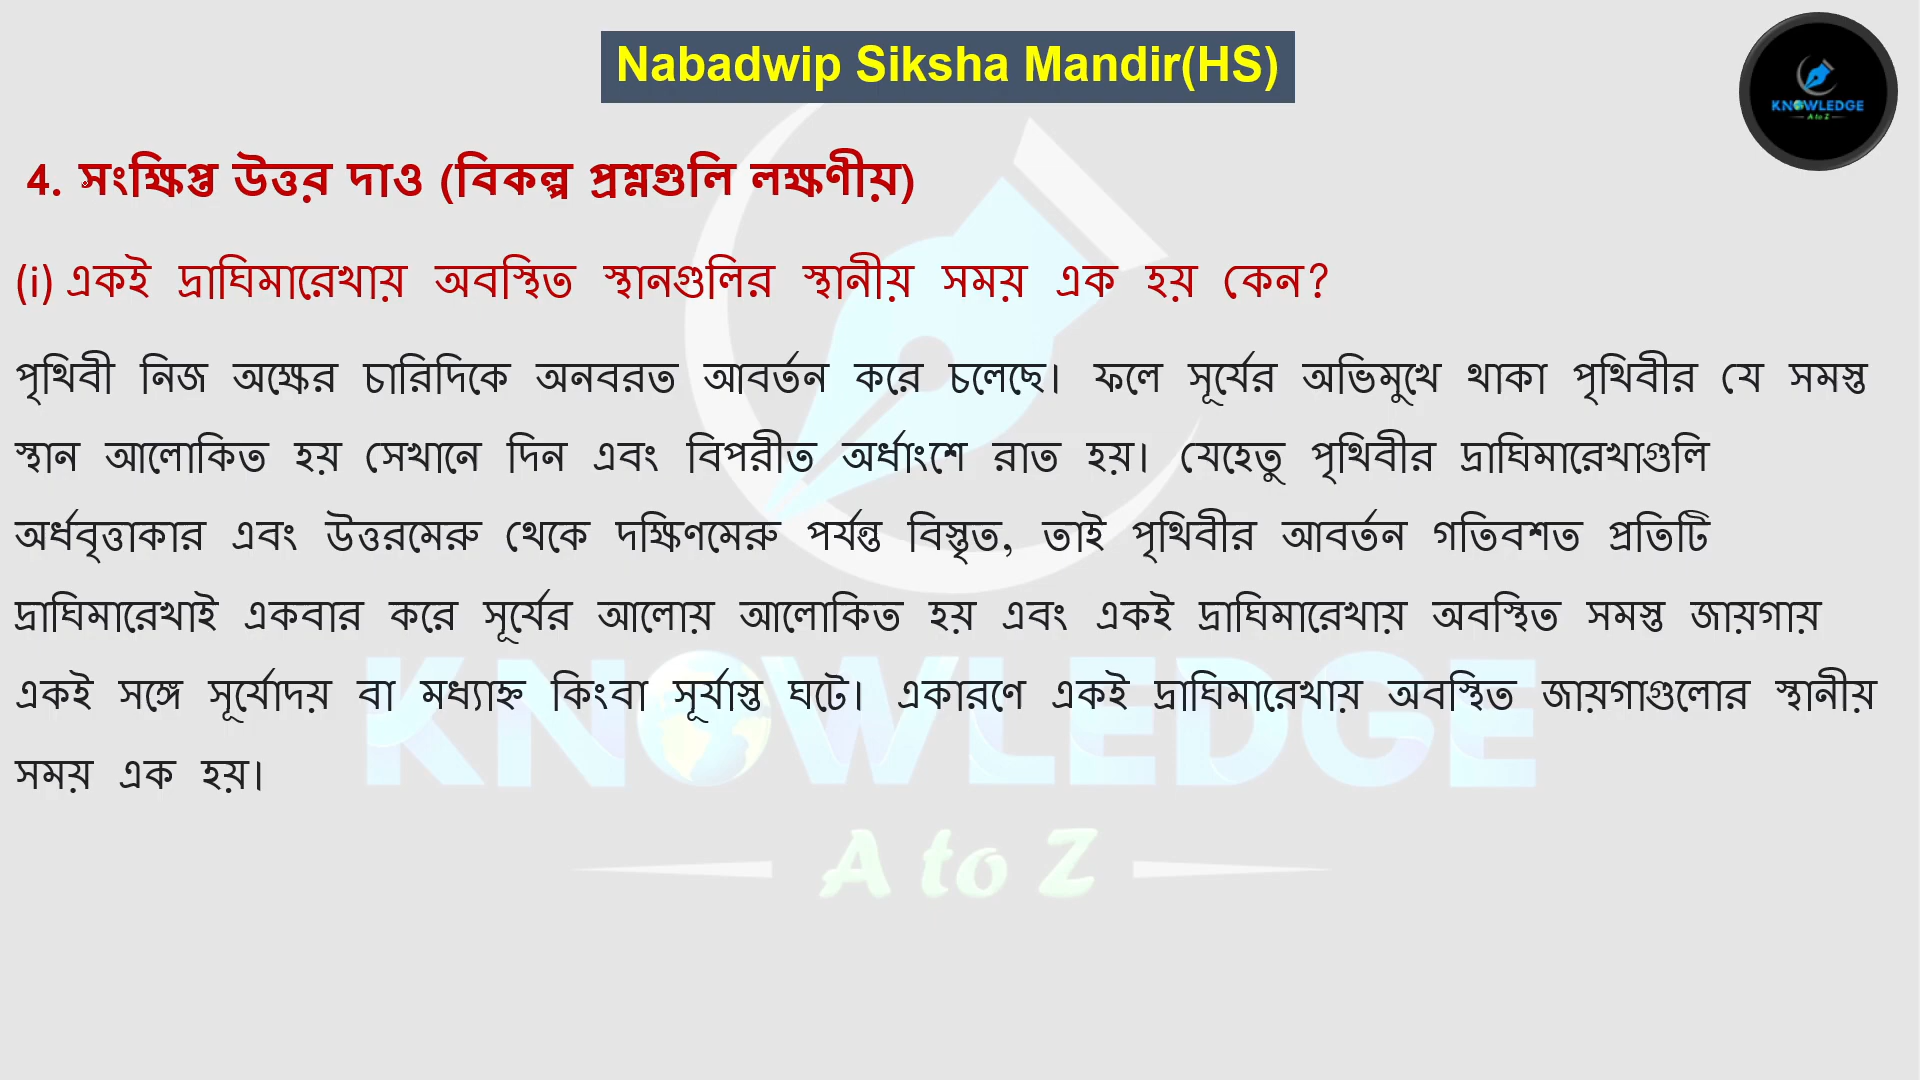 Nabadwip Siksha Mandir(HS)
KNOWLEDGE
A to Z
4. সংক্ষিপ্ত উত্তর দাও (বিকল্প প্রশ্নগুলি লক্ষণীয়)
(i) একই দ্রাঘিমারেখায় অবস্থিত স্থানগুলির স্থানীয় সময় এক হয় কেন?
পৃথিবী নিজ অক্ষের চারিদিকে অনবরত আবর্তন করে চলেছে। ফলে সূর্যের অভিমুখে থাকা পৃথিবীর যে সমস্ত
স্থান আলোকিত হয় সেখানে দিন এবং বিপরীত অর্ধাংশে রাত হয়। যেহেতু পৃথিবীর দ্রাঘিমারেখাগুলি
অর্ধবৃত্তাকার এবং উত্তরমেরু থেকে দক্ষিণমেরু পর্যন্ত বিস্তৃত, তাই পৃথিবীর আবর্তন গতিবশত প্রতিটি
দ্রাঘিমারেখাই একবার করে সূর্যের আলোয় আলোকিত হয় এবং একই দ্রাঘিমারেখায় অবস্থিত সমস্ত জায়গায়
একই সঙ্গে সূর্যোদয় বা মধ্যাহ্ন কিংবা সূর্যাস্ত ঘটে। একারণে একই দ্রাঘিমারেখায় অবস্থিত জায়গাগুলোর স্থানীয়
সময় এক হয়।
KNOWLEDGE
A to Z